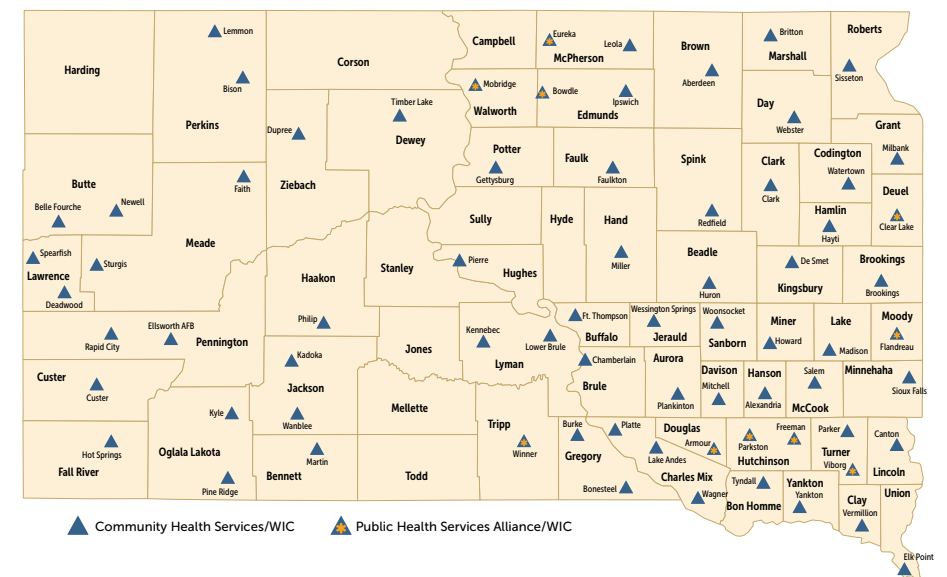 Lemmon
Harding
Perkins
Bison
Corson
Campbell
Eureka
Leola
McPherson
Brown
Aberdeen
Britton
Marshall
Roberts
Sisseton
Timber Lake
Dewey
Dupree
Ziebach
Mobridge
Walworth
Bowdle
Ipswich
Edmunds
Day
Webster
Grant
Milbank
Butte
Belle Fourche
Newell
Faith
Meade
Potter
Gettysburg
Faulk
Faulkton
Spink
Redfield
Clark
Clark
Codington
Watertown
Deuel
Clear Lake
Hamlin
Hayti
Spearfish
Lawrence
Deadwood
Sturgis
Haakon
Philip
Stanley
Sully
Pierre
Hughes
Hyde
Hand
Miller
Beadle
Huron
De Smet
Kingsbury
Brookings
Brookings
Rapid City
Ellsworth AFB
Pennington
Kadoka
Jackson
Wanblee
Jones
Kennebec
Lower Brule
Lyman
Ft. Thompson
Buffalo
Wessington Springs
Jerauld
Woonsocket
Sanborn
Miner
Howard
Lake
Madison
Moody
Flandreau
Custer
Custer
Chamberlain
Brule
Aurora
Plankinton
Davison
Mitchell
Hanson
Alexandria
Salem
McCook
Minnehaha
Sioux Falls
Hot Springs
Fall River
Kyle
Oglala Lakota
Pine Ridge
Martin
Bennett
Mellette
Todd
Tripp
Winner
Burke
Gregory
Bonesteel
Platte
Lake Andes
Charles Mix
Wagner
Douglas
Armour
Parkston
Freeman
Hutchinson
Parker
Turner
Viborg
Canton
Lincoln
Tyndall
Bon Homme
Yankton
Yankton
Clay
Vermillion
Union
Elk Point
Community Health Services/WIC
Public Health Services Alliance/WIC